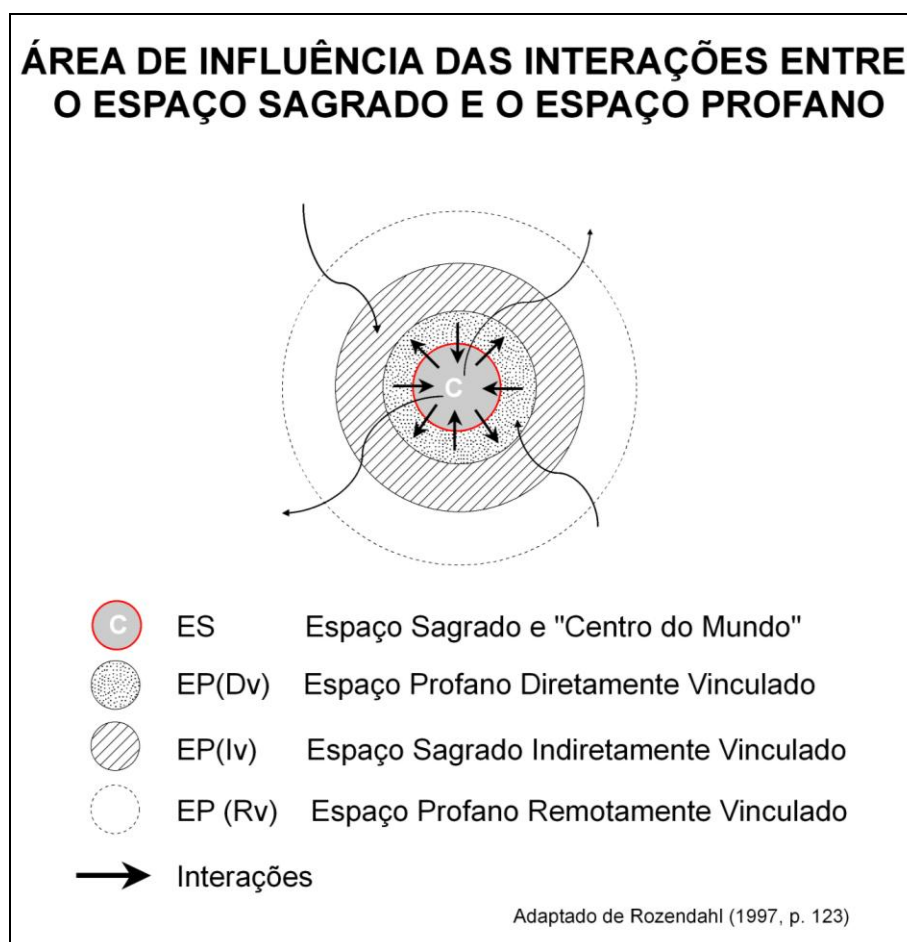 ÁREA DE INFLUÊNCIA DAS INTERAÇÕES ENTRE
O ESPAÇO SAGRADO E O ESPAÇO PROFANO
C
C ES Espaço Sagrado e "Centro do Mundo"
EP(Dv) Espaço Profano Diretamente Vinculado
EP(Iv) Espaço Sagrado Indiretamente Vinculado
EP (Rv) Espaço Profano Remotamente Vinculado
Interações
Adaptado de Rozendahl (1997, p. 123)